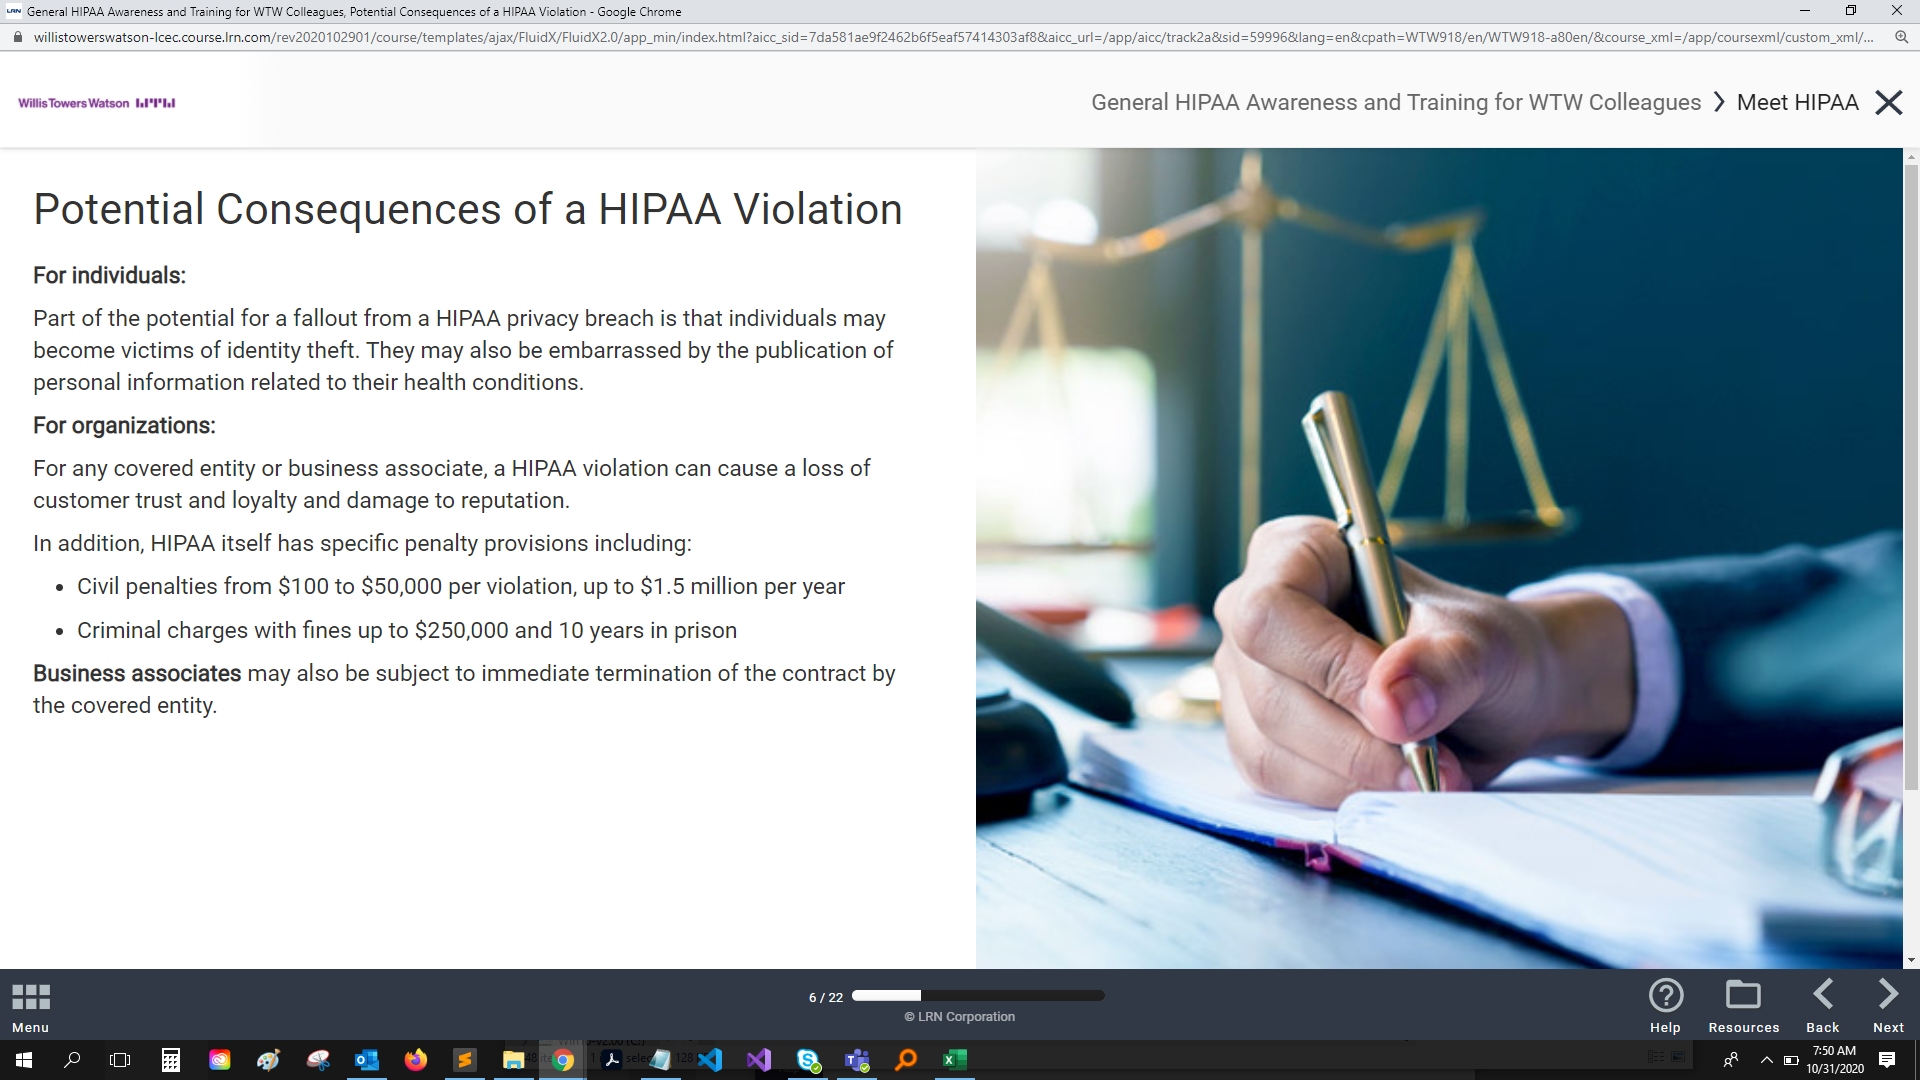 General HIPAA Awareness and Training for WTW Colleagues, Potential Consequences of a HIPAA Violation - Google Chrome
willistowerswatson-lcec.course.lrn.com/rev2020102901/course/templates/ajax/FluidX/FluidX2.0/app_min/index.html?aicc_sid=7da581ae9f2462b6f5eaf57414303af8&aicc_url=/app/aicc/track2a&sid=59996&lang=en&cpath=WTW918/en/WTW918-a80en/&course_xml=/app/coursexml/custom_xml/...
Willis Towers Watson
General HIPAA Awareness and Training for WTW Colleagues > Meet HIPAA
Potential Consequences of a HIPAA Violation
For individuals:
Part of the potential for a fallout from a HIPAA privacy breach is that individuals may
become victims of identity theft. They may also be embarrassed by the publication of
personal information related to their health conditions.
For organizations:
For any covered entity or business associate, a HIPAA violation can cause a loss of
customer trust and loyalty and damage to reputation.
In addition, HIPAA itself has specific penalty provisions including:
• Civil penalties from $100 to $50,000 per violation, up to $1.5 million per year
• Criminal charges with fines up to $250,000 and 10 years in prison
Business associates may also be subject to immediate termination of the contract by
the covered entity.
6 / 22
© LRN Corporation
Menu
Help
Resources
Back
Next
7:50 AM
10/31/2020